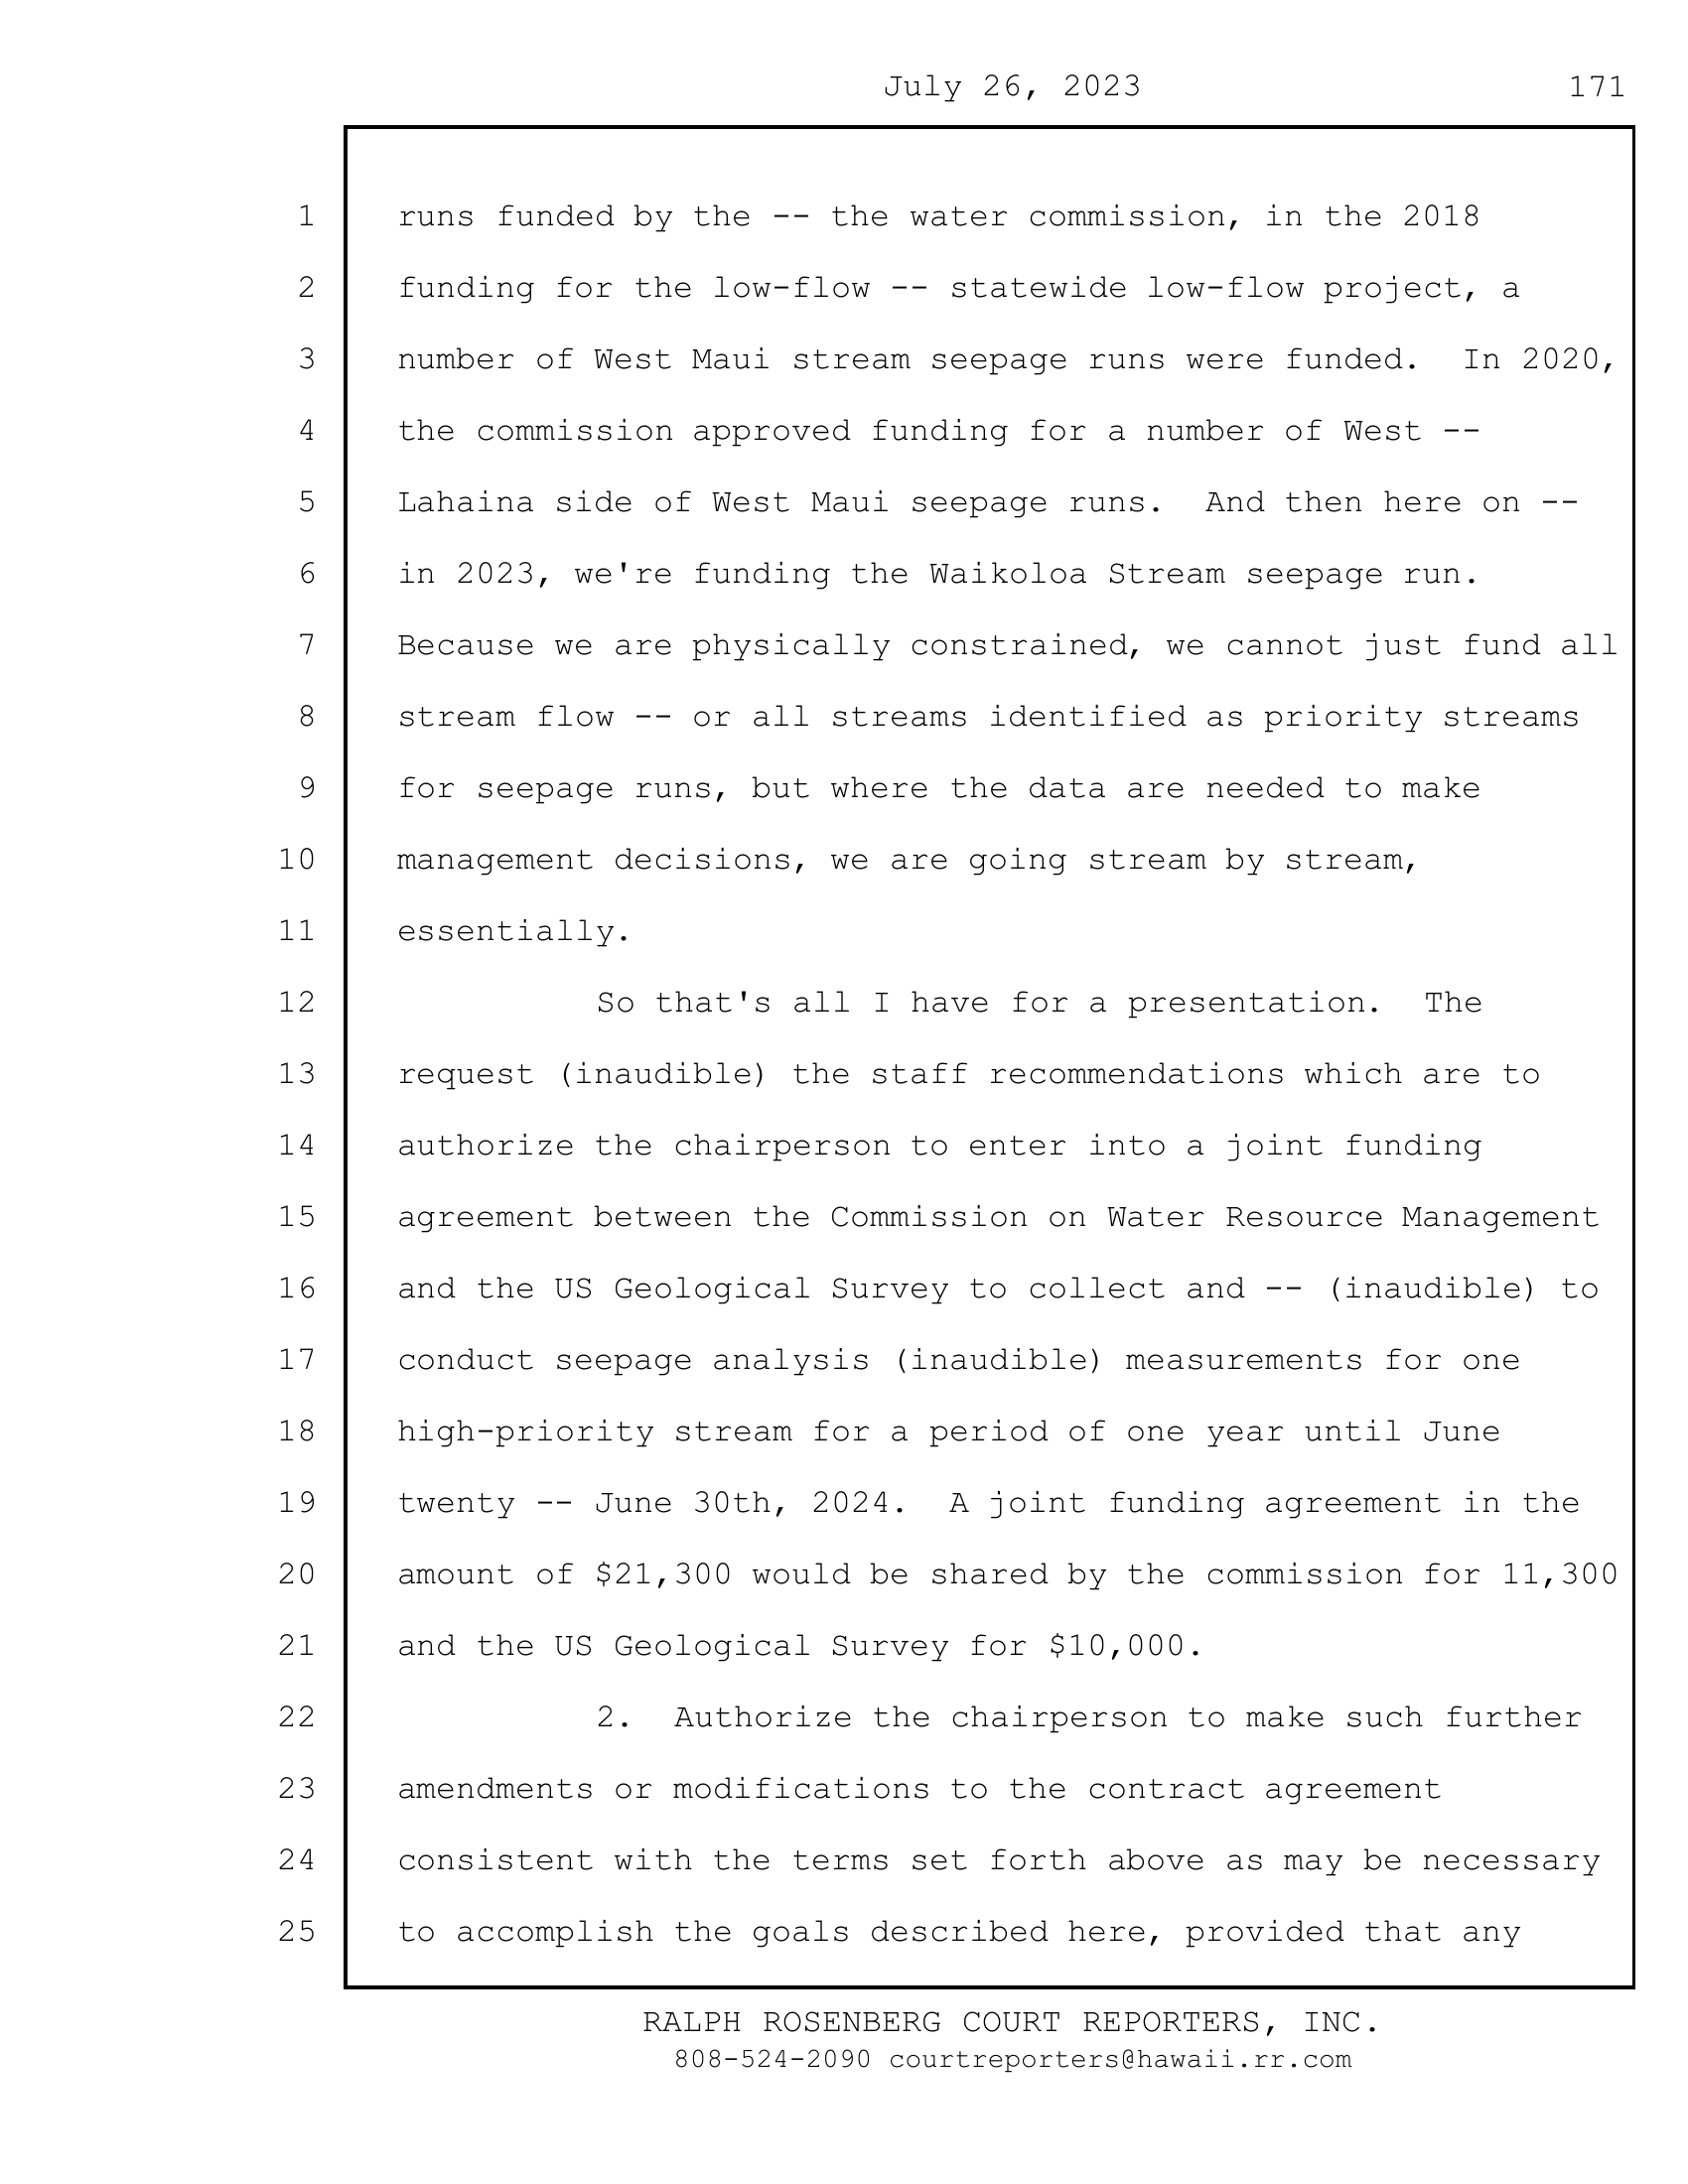 July 26, 2023 171
1 runs funded by the -- the water commission, in the 2018
2 funding for the low-flow -- statewide low-flow project, a
3 number of West Maui stream seepage runs were funded.  In 2020,
4 the commission approved funding for a number of West --
5 Lahaina side of West Maui seepage runs.  And then here on --
6 in 2023, we're funding the Waikoloa Stream seepage run.
7 Because we are physically constrained, we cannot just fund all
8 stream flow -- or all streams identified as priority streams
9 for seepage runs, but where the data are needed to make
10 management decisions, we are going stream by stream,
11 essentially.
12 So that's all I have for a presentation.  The
13 request (inaudible) the staff recommendations which are to
14 authorize the chairperson to enter into a joint funding
15 agreement between the Commission on Water Resource Management
16 and the US Geological Survey to collect and -- (inaudible) to
17 conduct seepage analysis (inaudible) measurements for one
18 high-priority stream for a period of one year until June
19 twenty -- June 30th, 2024.  A joint funding agreement in the
20 amount of $21,300 would be shared by the commission for 11,300
21 and the US Geological Survey for $10,000.
22 2.  Authorize the chairperson to make such further
23 amendments or modifications to the contract agreement
24 consistent with the terms set forth above as may be necessary
25 to accomplish the goals described here, provided that any
RALPH ROSENBERG COURT REPORTERS, INC.
808-524-2090 courtreporters@hawaii.rr.com